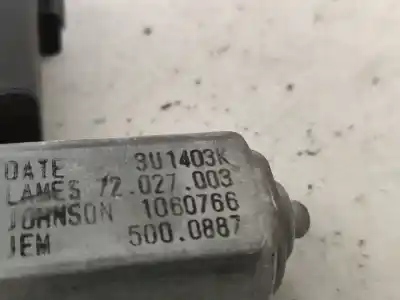 DATE 3U1403K
LAMES 72.027.003
JOHNSON 1060766
IEM 500.0887